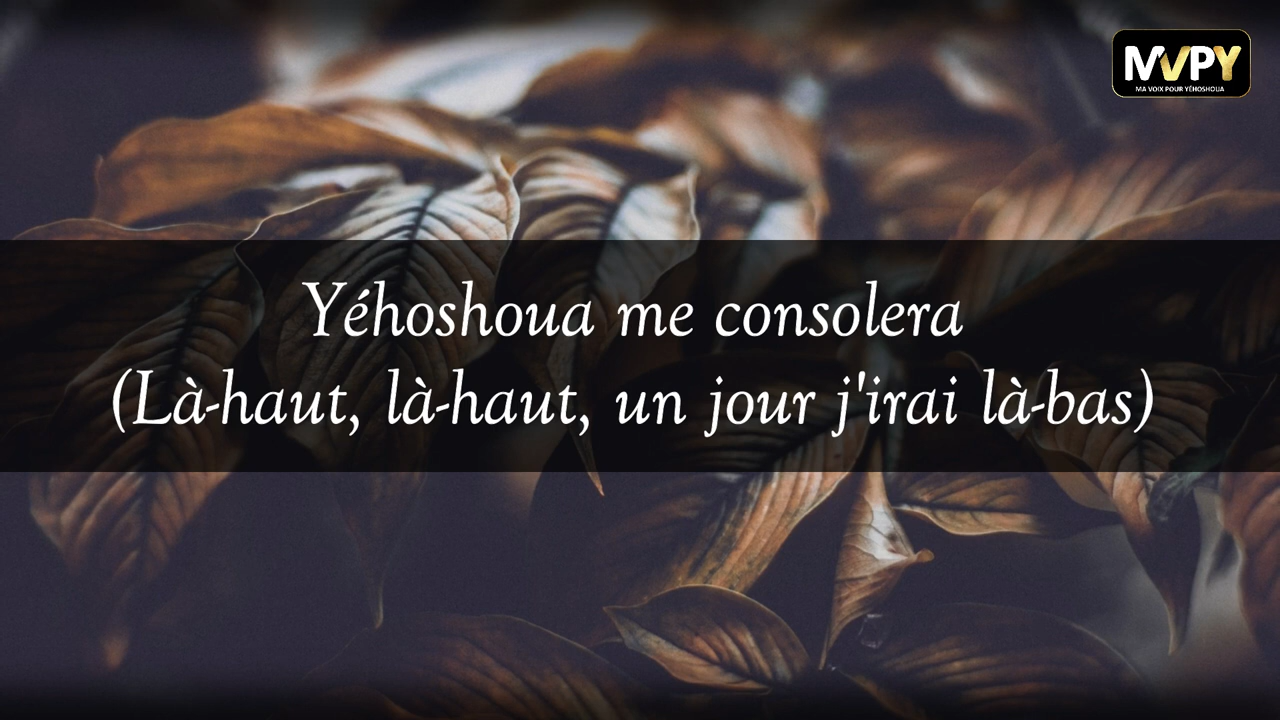 MVPY
MA VOIX POUR YÉHOSHOUA
Yéhoshoua me consolera
(Là-haut, là-haut, un jour j'irai là-bas)